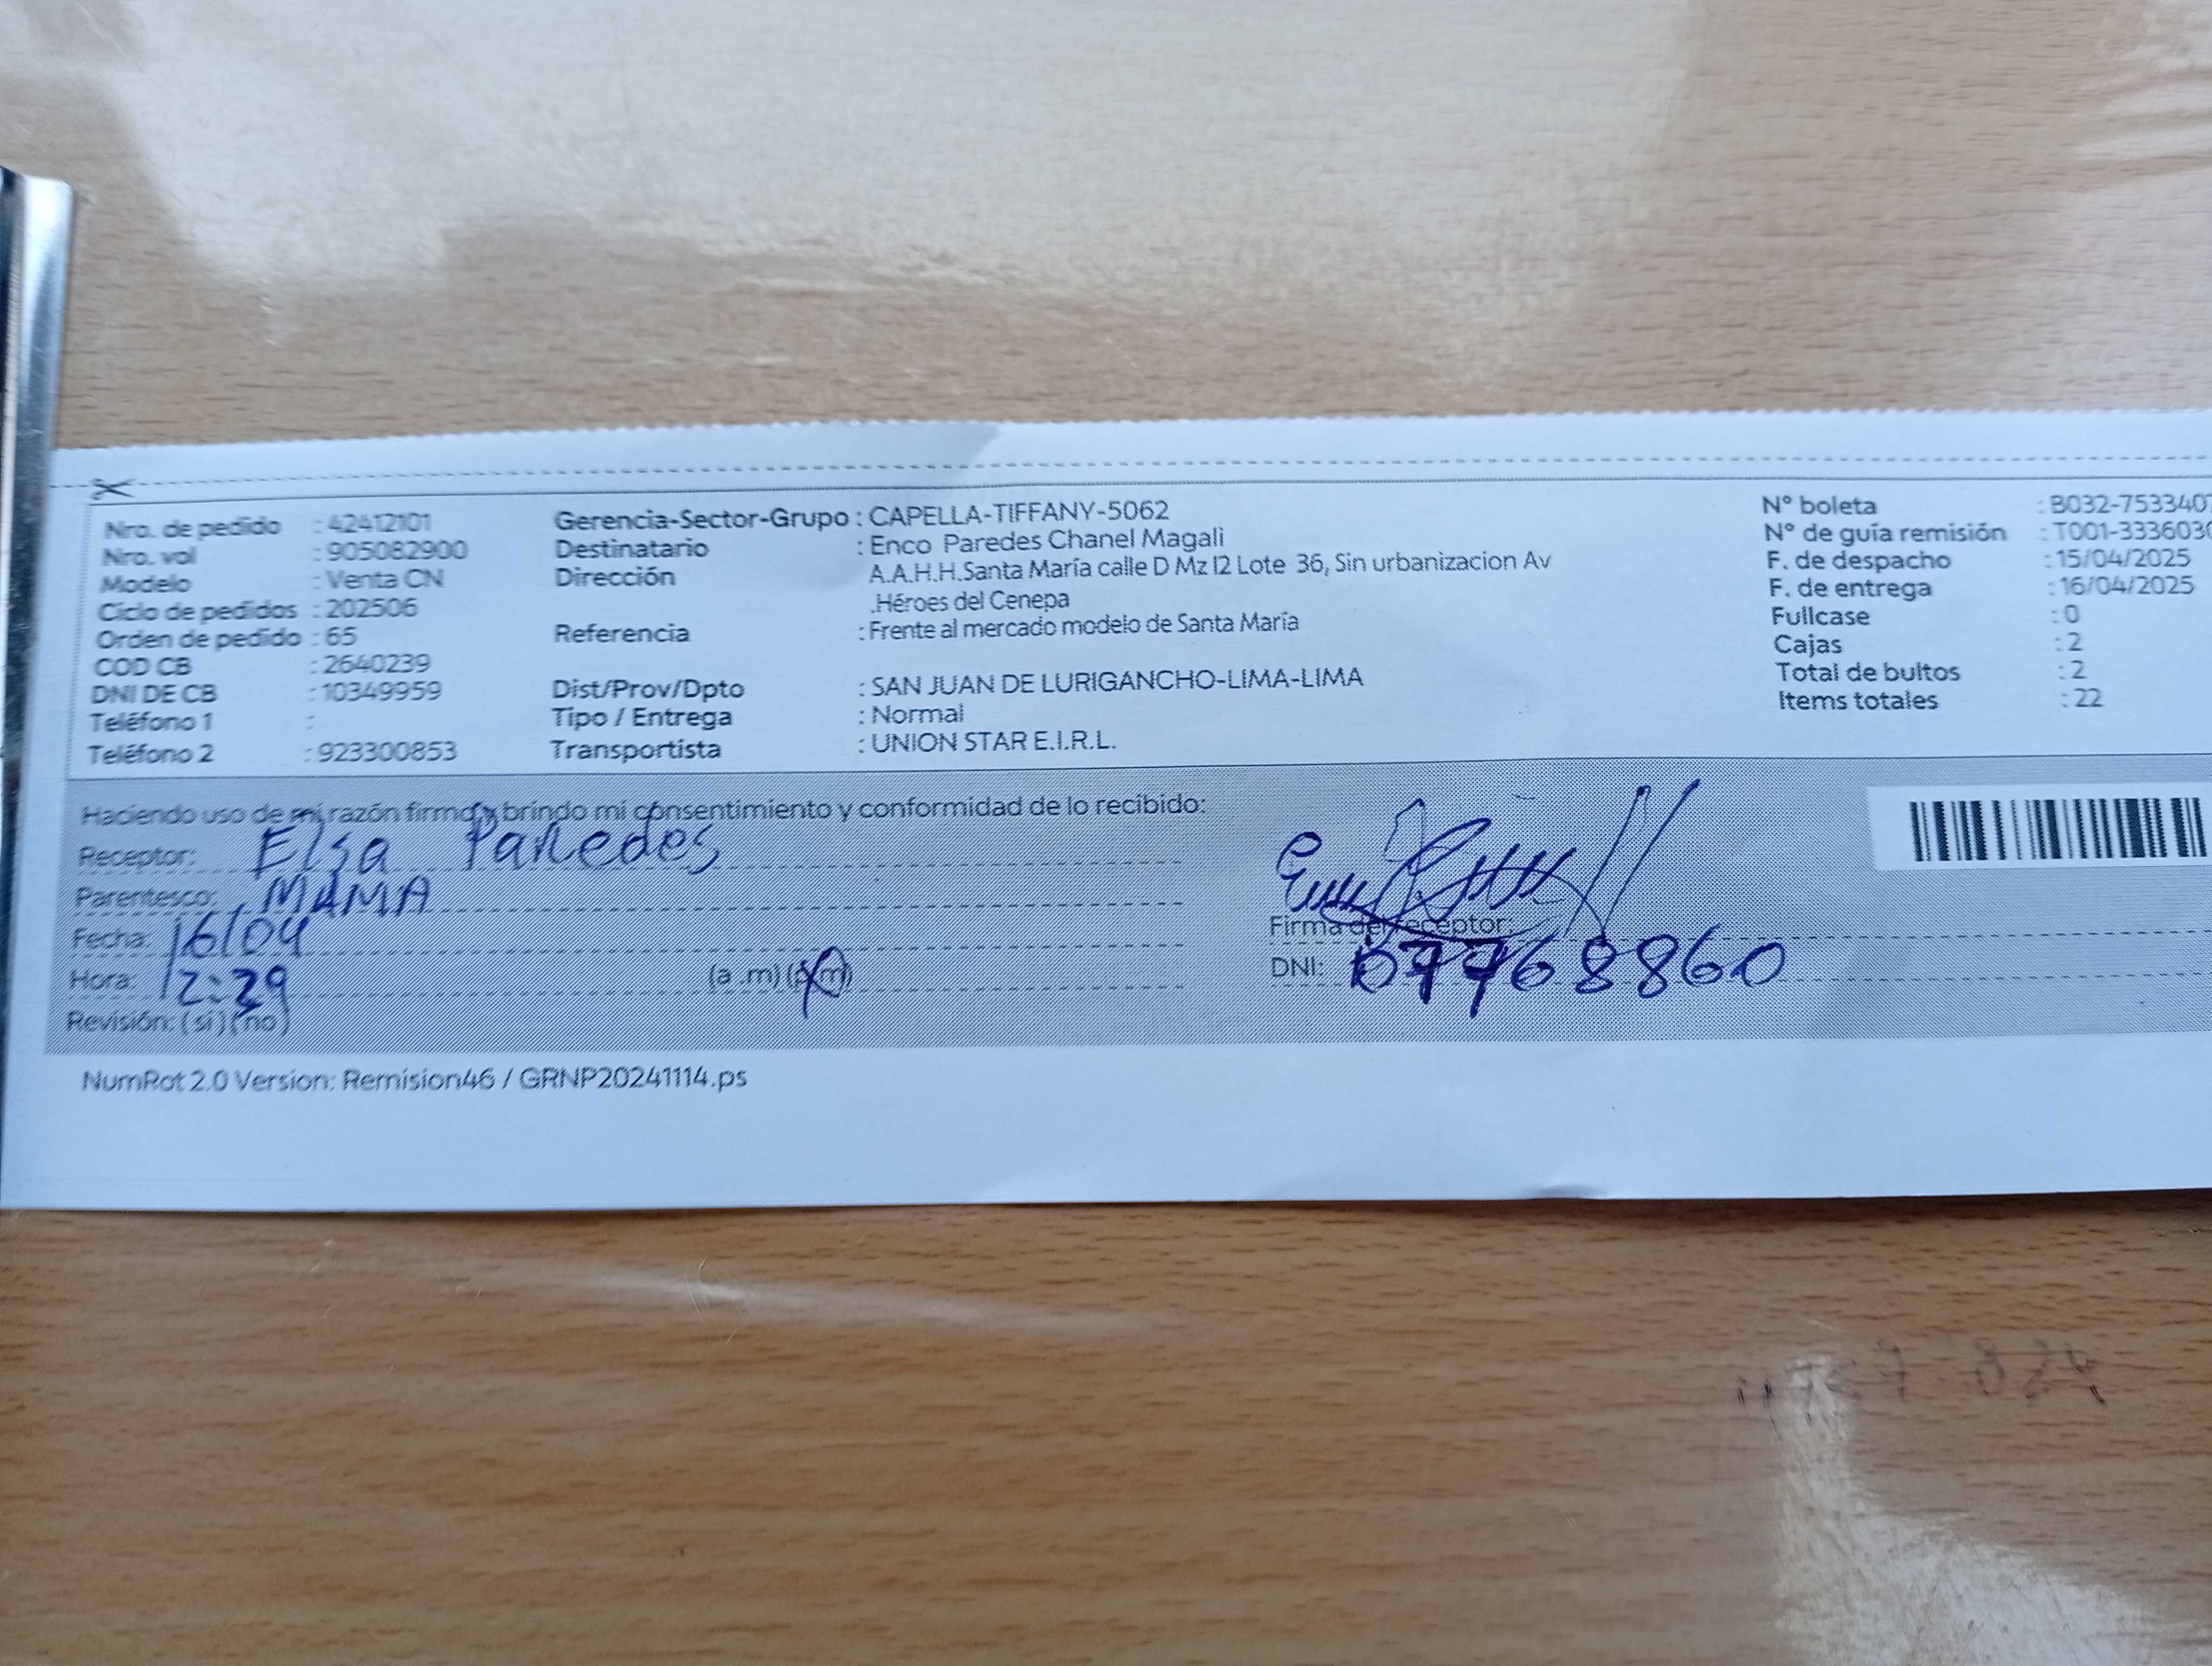 Nro. de pedido : 42412101
Nro. vol : 905082900
Modelo : Venta CN
Ciclo de pedidos : 202506
Orden de pedido : 65
COD CB : 2640239
DNI DE CB : 10349959
Teléfono 1 :
Teléfono 2 : 923300853
Gerencia-Sector-Grupo : CAPELLA-TIFFANY-5062
Destinatario : Enco Paredes Chanel Magali
Dirección A.A.H.H.Santa María calle D Mz I2 Lote 36, Sin urbanizacion Av
.Héroes del Cenepa
Referencia : Frente al mercado modelo de Santa María
Dist/Prov/Dpto : SAN JUAN DE LURIGANCHO-LIMA-LIMA
Tipo / Entrega : Normal
Transportista : UNION STAR E.I.R.L.
N° boleta : B032-7533407
N° de guía remisión : T001-3336030
F. de despacho : 15/04/2025
F. de entrega : 16/04/2025
Fullcase : 0
Cajas : 2
Total de bultos : 2
Items totales : 22
Haciendo uso de mi razón firmo y brindo mi consentimiento y conformidad de lo recibido:
Receptor: Elsa Paredes
Parentesco: MAMA
Fecha: 16/04
Hora: 12:29 (a .m) (p.m)
Revisión: ( si ) ( no )
Firma del receptor:
DNI: 07768860
NumRot 2.0 Version: Remision46 / GRNP20241114.ps